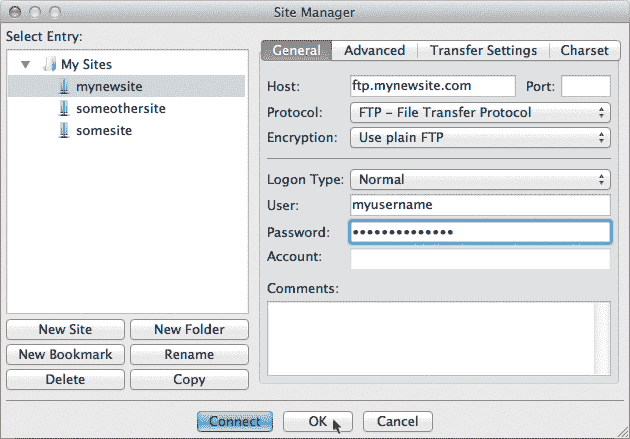 Site Manager
Select Entry:
My Sites
mynewsite
someothersite
somesite
New Site
New Folder
New Bookmark
Rename
Delete
Copy
General
Advanced
Transfer Settings
Charset
Host:
ftp.mynewsite.com
Port:
Protocol:
FTP - File Transfer Protocol
Encryption:
Use plain FTP
Logon Type:
Normal
User:
myusername
Password:
••••••••••••••
Account:
Comments:
Connect
OK
Cancel